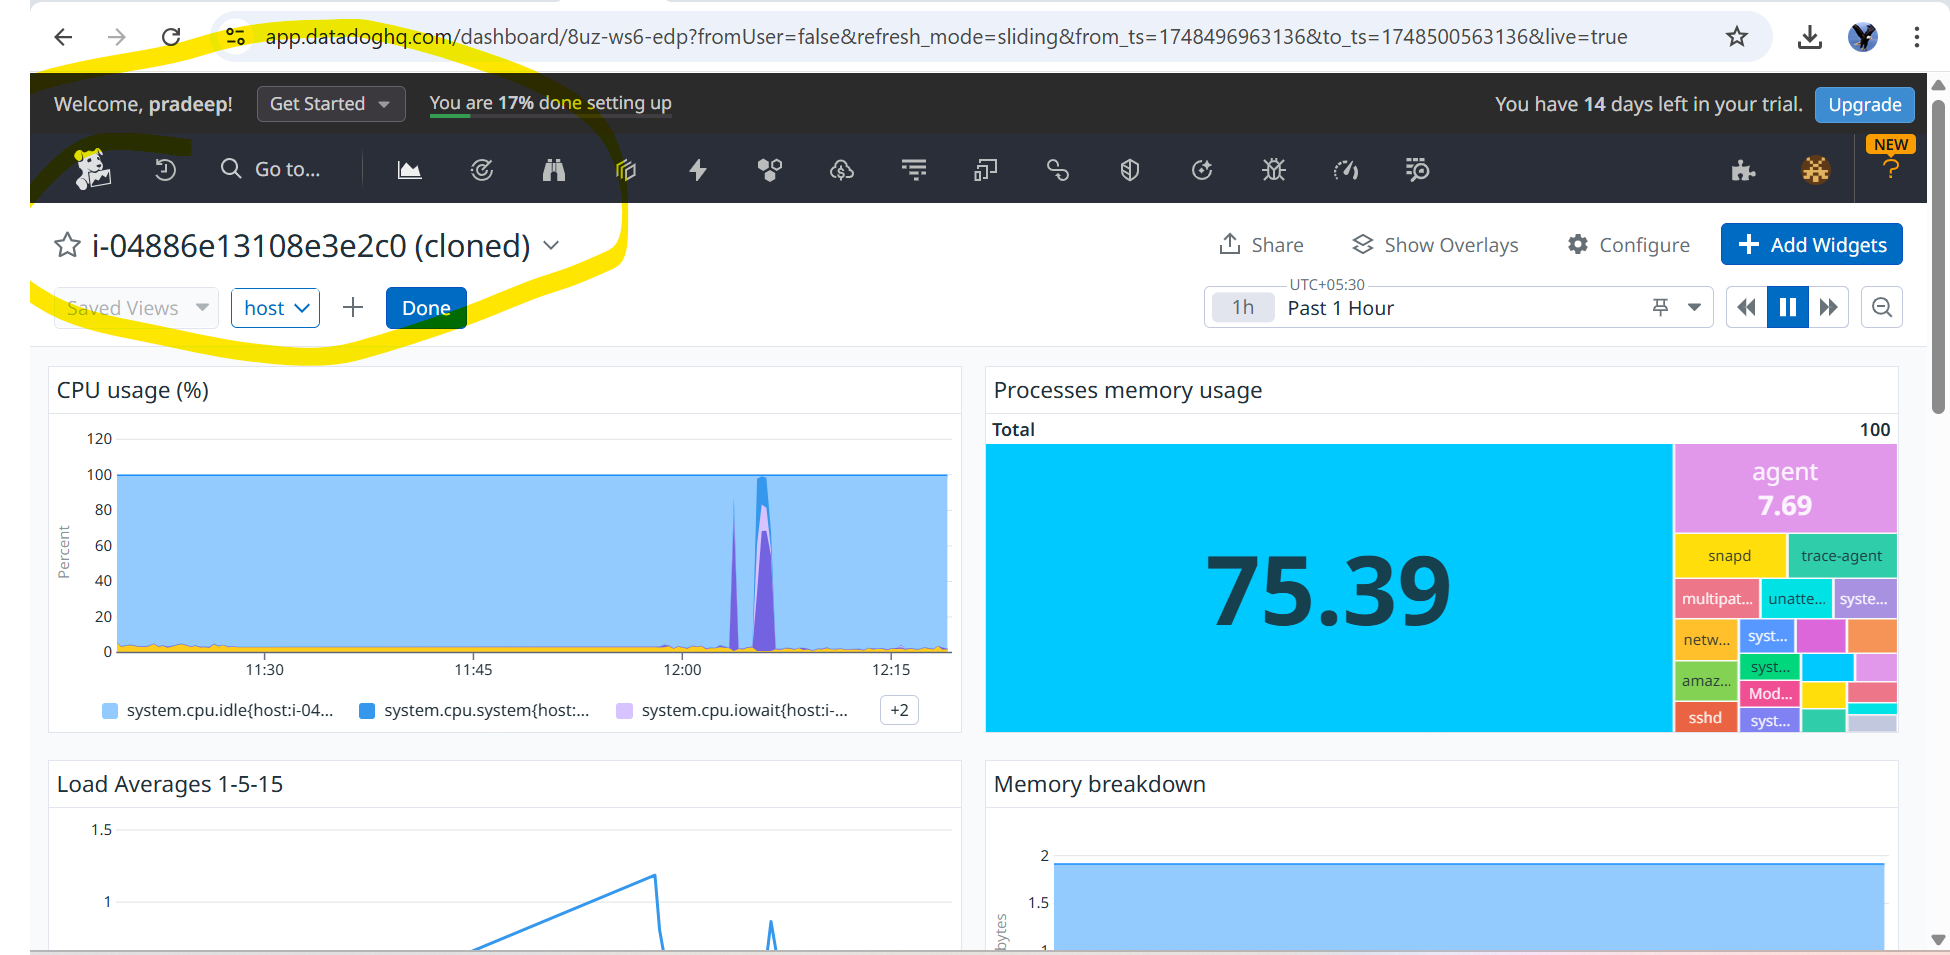 app.datadoghq.com/dashboard/8uz-ws6-edp?fromUser=false&refresh_mode=sliding&from_ts=1748496963136&to_ts=1748500563136&live=true
Welcome, pradeep! Get Started You are 17% done setting up You have 14 days left in your trial. Upgrade
Go to... NEW ?
i-04886e13108e3e2c0 (cloned) Share Show Overlays Configure + Add Widgets
Saved Views host + Done UTC+05:30 1h Past 1 Hour
CPU usage (%)
120
100
80
60
40
20
0
Percent
11:30 11:45 12:00 12:15
system.cpu.idle{host:i-04... system.cpu.system{host:... system.cpu.iowait{host:i-... +2
Processes memory usage
Total 100
75.39
agent
7.69
snapd trace-agent
multipat... unatte... syste...
netw... syst...
syst...
amaz... Mod...
sshd syst...
Load Averages 1-5-15
1.5
1
Memory breakdown
2
1.5
1
bytes